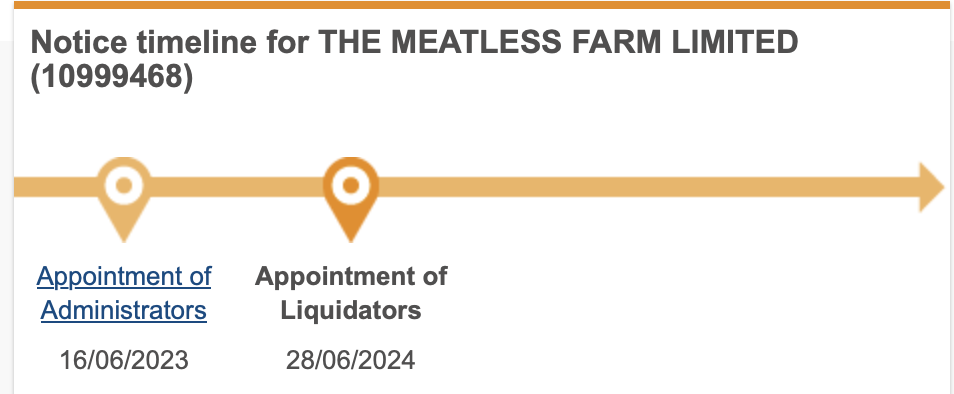 Notice timeline for THE MEATLESS FARM LIMITED
(10999468)
Appointment of
Administrators
16/06/2023
Appointment of
Liquidators
28/06/2024